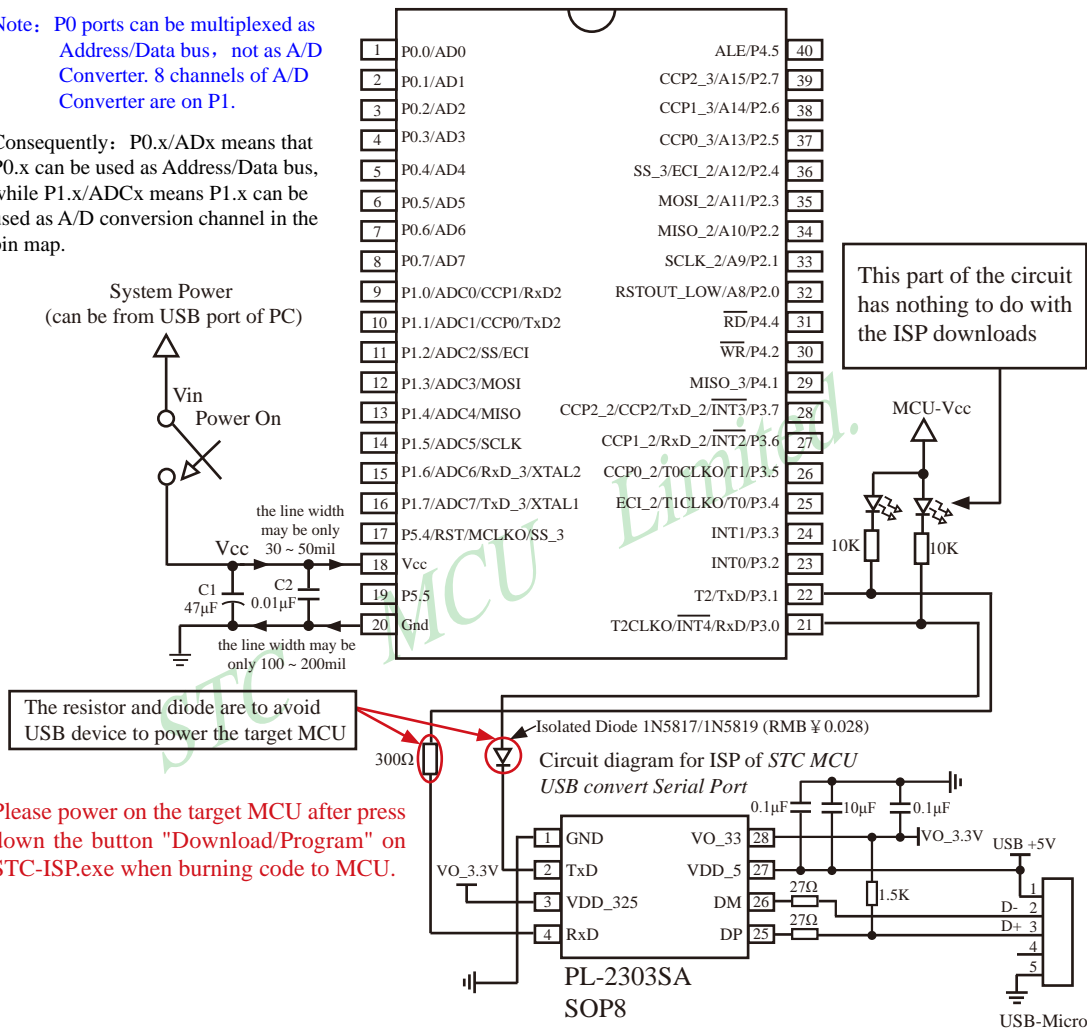 Note: P0 ports can be multiplexed as
Address/Data bus, not as A/D
Converter. 8 channels of A/D
Converter are on P1.
Consequently: P0.x/ADx means that
P0.x can be used as Address/Data bus,
while P1.x/ADCx means P1.x can be
used as A/D conversion channel in the
pin map.
System Power
(can be from USB port of PC)
Vin
Power On
the line width
may be only
30 ~ 50mil
Vcc
C1
47μF
C2
0.01μF
the line width may be
only 100 ~ 200mil
1 P0.0/AD0
2 P0.1/AD1
3 P0.2/AD2
4 P0.3/AD3
5 P0.4/AD4
6 P0.5/AD5
7 P0.6/AD6
8 P0.7/AD7
9 P1.0/ADC0/CCP1/RxD2
10 P1.1/ADC1/CCP0/TxD2
11 P1.2/ADC2/SS/ECI
12 P1.3/ADC3/MOSI
13 P1.4/ADC4/MISO
14 P1.5/ADC5/SCLK
15 P1.6/ADC6/RxD_3/XTAL2
16 P1.7/ADC7/TxD_3/XTAL1
17 P5.4/RST/MCLKO/SS_3
18 Vcc
19 P5.5
20 Gnd
ALE/P4.5 40
CCP2_3/A15/P2.7 39
CCP1_3/A14/P2.6 38
CCP0_3/A13/P2.5 37
SS_3/ECI_2/A12/P2.4 36
MOSI_2/A11/P2.3 35
MISO_2/A10/P2.2 34
SCLK_2/A9/P2.1 33
RSTOUT_LOW/A8/P2.0 32
RD/P4.4 31
WR/P4.2 30
MISO_3/P4.1 29
CCP2_2/CCP2/TxD_2/INT3/P3.7 28
CCP1_2/RxD_2/INT2/P3.6 27
CCP0_2/T0CLKO/T1/P3.5 26
ECI_2/T1CLKO/T0/P3.4 25
INT1/P3.3 24
INT0/P3.2 23
T2/TxD/P3.1 22
T2CLKO/INT4/RxD/P3.0 21
This part of the circuit
has nothing to do with
the ISP downloads
MCU-Vcc
10K
10K
STC MCU Limited.
The resistor and diode are to avoid
USB device to power the target MCU
300Ω
Isolated Diode 1N5817/1N5819 (RMB ¥ 0.028)
Circuit diagram for ISP of STC MCU
USB convert Serial Port
Please power on the target MCU after press
down the button "Download/Program" on
STC-ISP.exe when burning code to MCU.
0.1μF
10μF
0.1μF
VO_3.3V
VO_3.3V
USB +5V
1 GND
2 TxD
3 VDD_325
4 RxD
VO_33 28
VDD_5 27
DM 26
DP 25
27Ω
27Ω
1.5K
1
D- 2
D+ 3
4
5
PL-2303SA
SOP8
USB-Micro